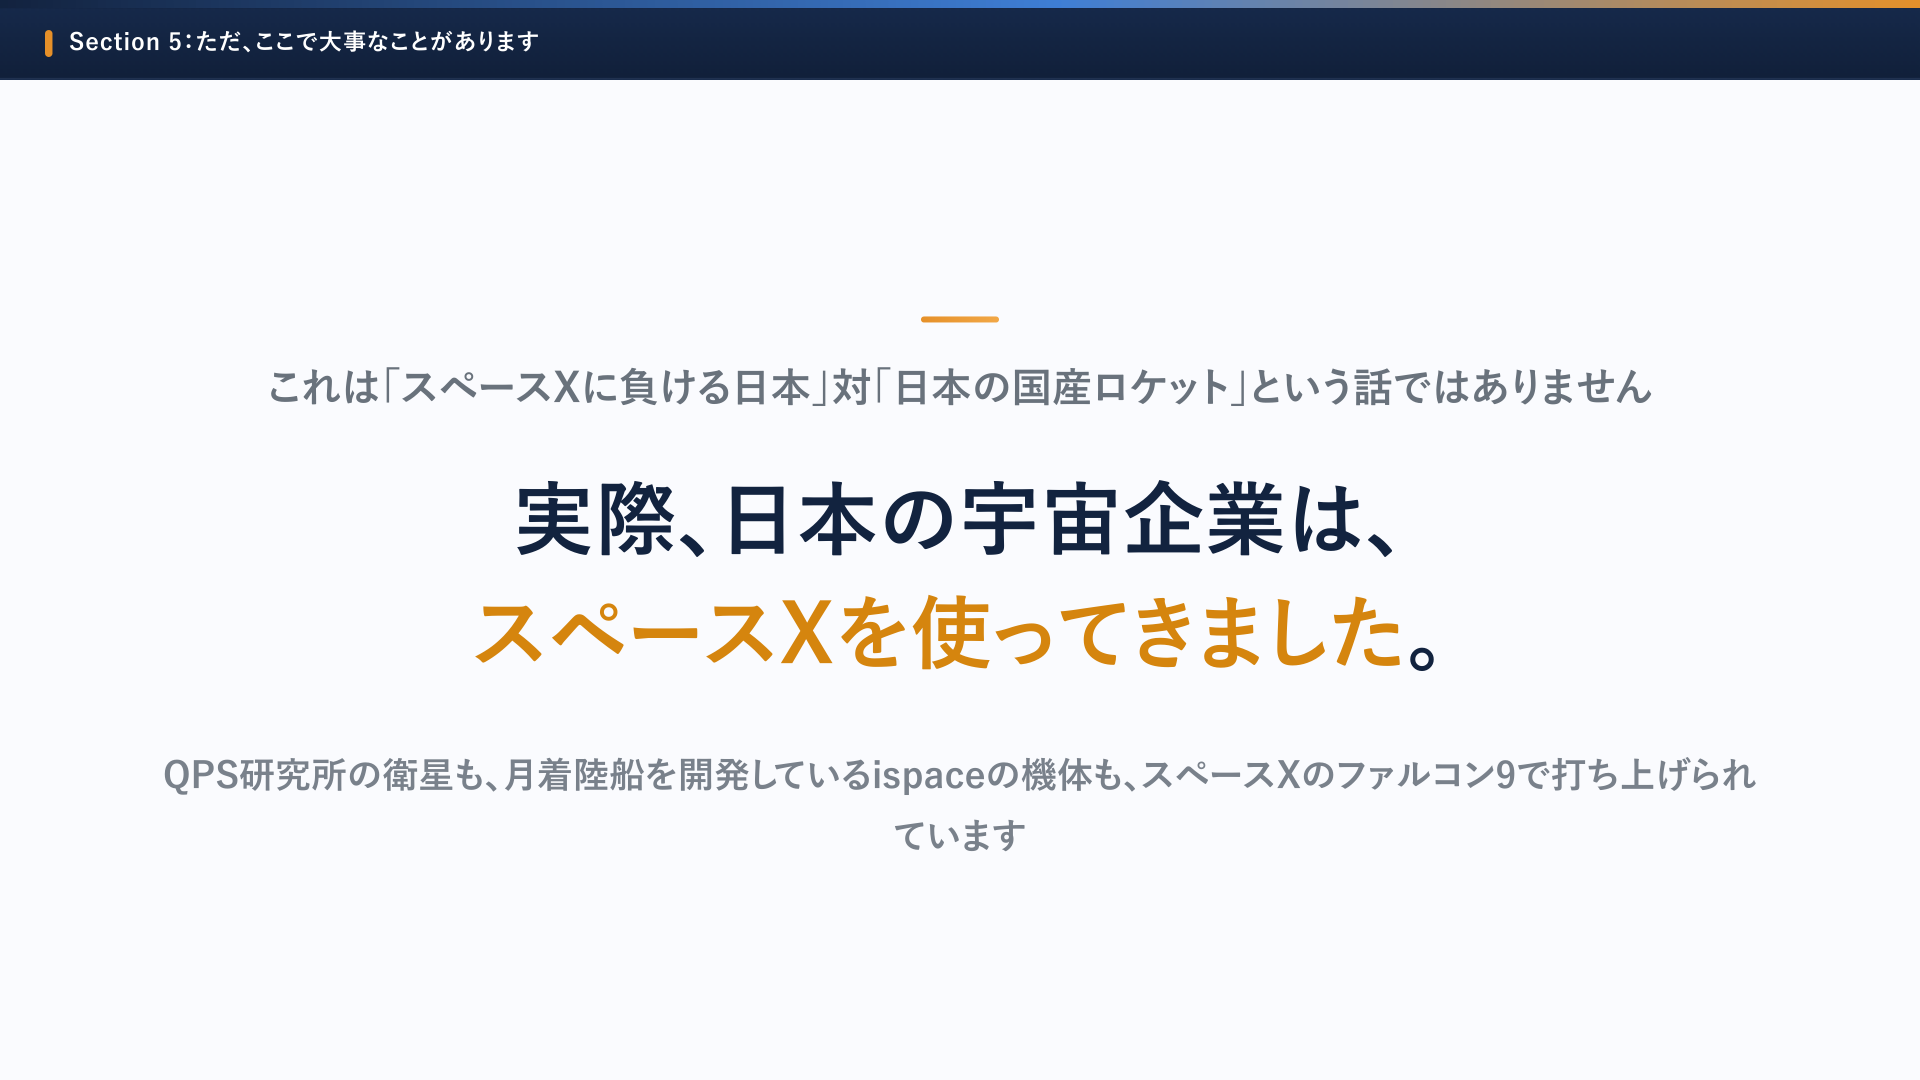 Section 5：ただ、ここで大事なことがあります
これは「スペースXに負ける日本」対「日本の国産ロケット」という話ではありません
実際、日本の宇宙企業は、
スペースXを使ってきました。
QPS研究所の衛星も、月着陸船を開発しているispaceの機体も、スペースXのファルコン9で打ち上げられ
ています